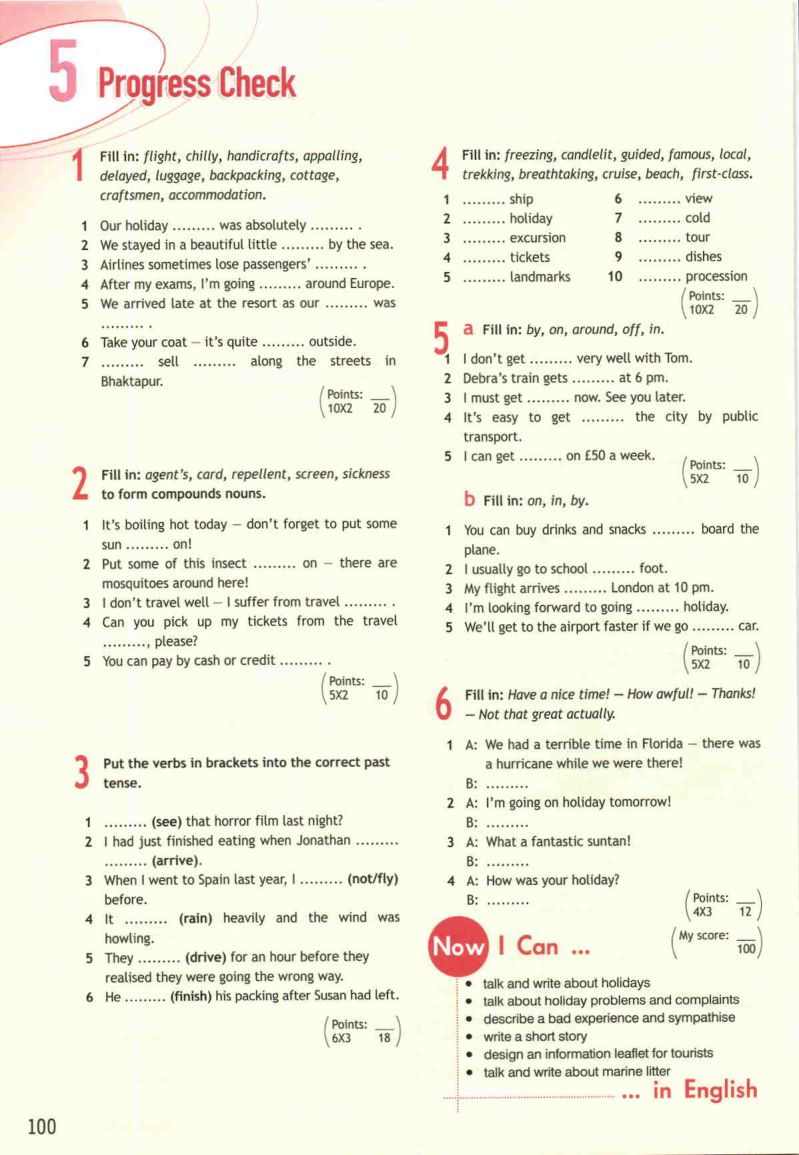 5 Progress Check
1 Fill in: flight, chilly, handicrafts, appalling,
delayed, luggage, backpacking, cottage,
craftsmen, accommodation.
1 Our holiday ......... was absolutely ......... .
2 We stayed in a beautiful little ......... by the sea.
3 Airlines sometimes lose passengers' ......... .
4 After my exams, I'm going ......... around Europe.
5 We arrived late at the resort as our ......... was
......... .
6 Take your coat – it's quite ......... outside.
7 ......... sell ......... along the streets in
Bhaktapur.
(Points: __
10X2 20)
2 Fill in: agent's, card, repellent, screen, sickness
to form compounds nouns.
1 It's boiling hot today – don't forget to put some
sun ......... on!
2 Put some of this insect ......... on – there are
mosquitoes around here!
3 I don't travel well – I suffer from travel ......... .
4 Can you pick up my tickets from the travel
........., please?
5 You can pay by cash or credit ......... .
(Points: __
5X2 10)
3 Put the verbs in brackets into the correct past
tense.
1 ......... (see) that horror film last night?
2 I had just finished eating when Jonathan .........
......... (arrive).
3 When I went to Spain last year, I ......... (not/fly)
before.
4 It ......... (rain) heavily and the wind was
howling.
5 They ......... (drive) for an hour before they
realised they were going the wrong way.
6 He ......... (finish) his packing after Susan had left.
(Points: __
6X3 18)
4 Fill in: freezing, candlelit, guided, famous, local,
trekking, breathtaking, cruise, beach, first-class.
1 ......... ship 6 ......... view
2 ......... holiday 7 ......... cold
3 ......... excursion 8 ......... tour
4 ......... tickets 9 ......... dishes
5 ......... landmarks 10 ......... procession
(Points: __
10X2 20)
5 a Fill in: by, on, around, off, in.
1 I don't get ......... very well with Tom.
2 Debra's train gets ......... at 6 pm.
3 I must get ......... now. See you later.
4 It's easy to get ......... the city by public
transport.
5 I can get ......... on £50 a week.
(Points: __
5X2 10)
b Fill in: on, in, by.
1 You can buy drinks and snacks ......... board the
plane.
2 I usually go to school ......... foot.
3 My flight arrives ......... London at 10 pm.
4 I'm looking forward to going ......... holiday.
5 We'll get to the airport faster if we go ......... car.
(Points: __
5X2 10)
6 Fill in: Have a nice time! – How awful! – Thanks!
– Not that great actually.
1 A: We had a terrible time in Florida – there was
a hurricane while we were there!
B: .........
2 A: I'm going on holiday tomorrow!
B: .........
3 A: What a fantastic suntan!
B: .........
4 A: How was your holiday?
B: .........
(Points: __
4X3 12)
(My score: __
100)
Now I Can ...
• talk and write about holidays
• talk about holiday problems and complaints
• describe a bad experience and sympathise
• write a short story
• design an information leaflet for tourists
• talk and write about marine litter
... in English
100